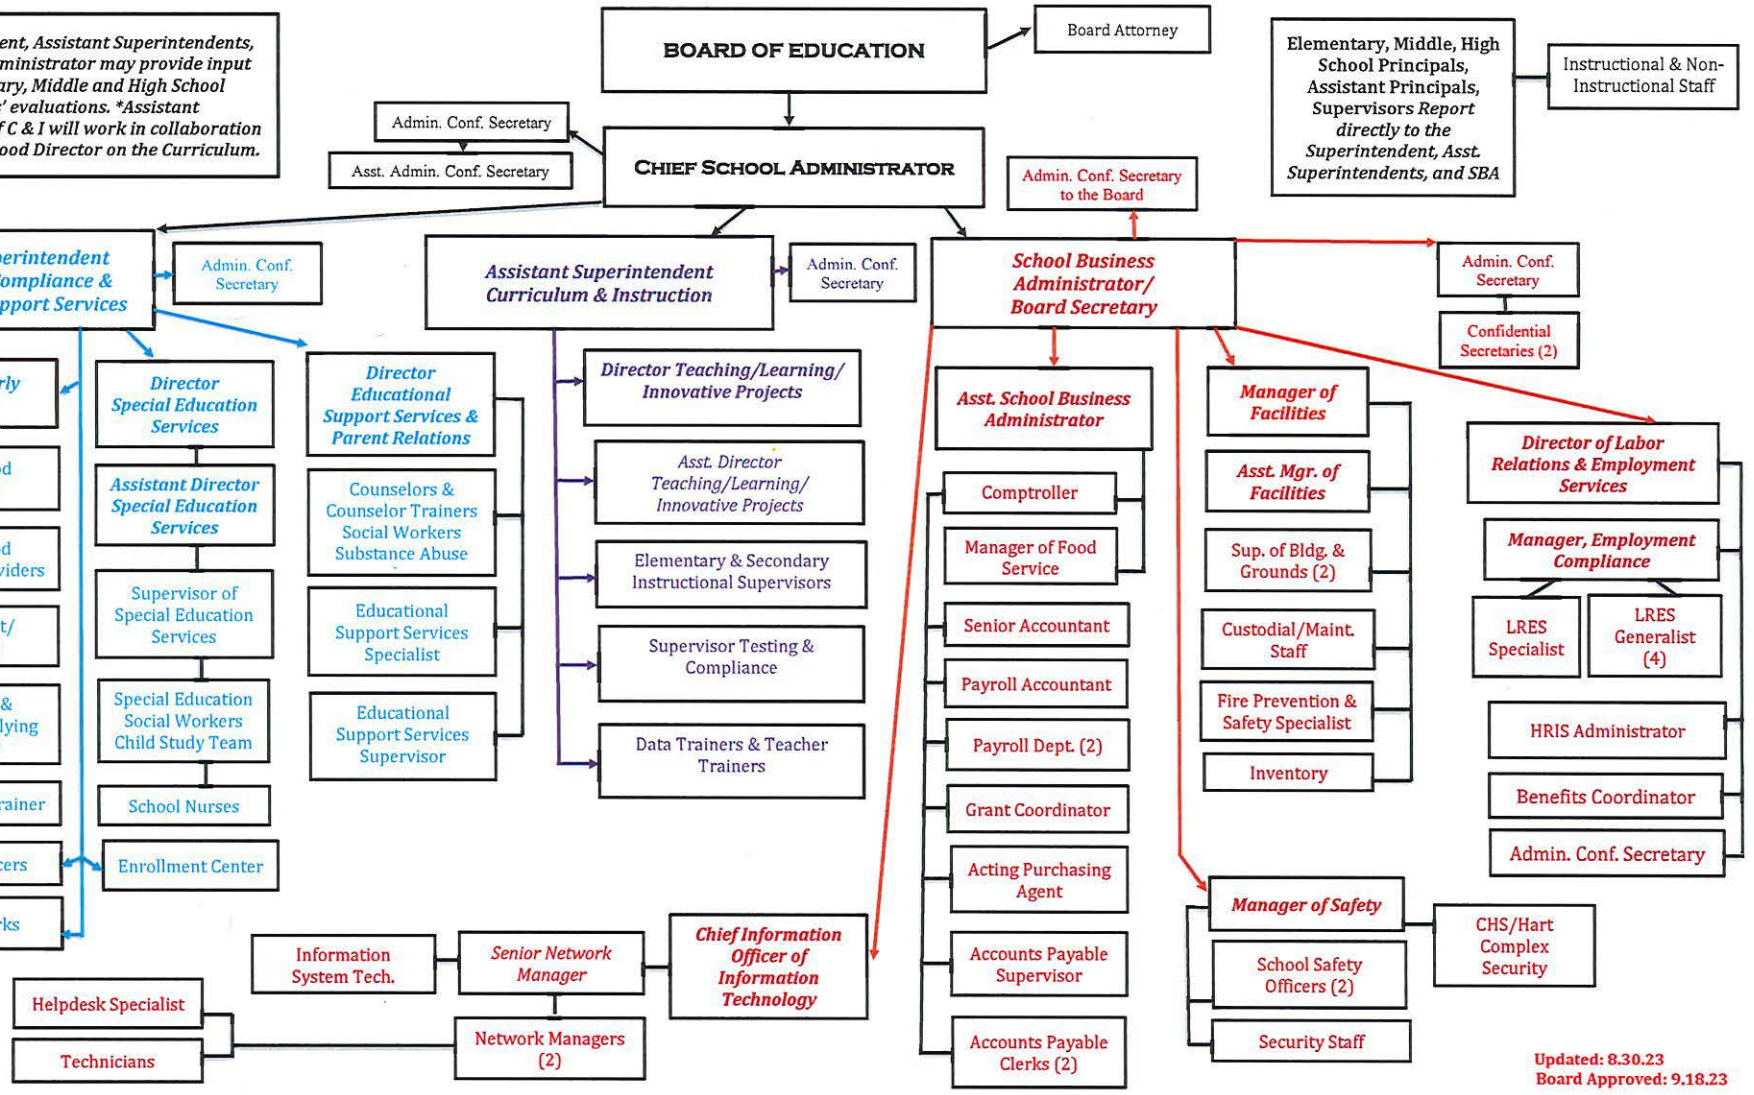 ent, Assistant Superintendents,
ministrator may provide input
ary, Middle and High School
s' evaluations. *Assistant
f C & I will work in collaboration
ood Director on the Curriculum.
BOARD OF EDUCATION
Board Attorney
Elementary, Middle, High
School Principals,
Assistant Principals,
Supervisors Report
directly to the
Superintendent, Asst.
Superintendents, and SBA
Instructional & Non-
Instructional Staff
Admin. Conf. Secretary
Asst. Admin. Conf. Secretary
CHIEF SCHOOL ADMINISTRATOR
Admin. Conf. Secretary
to the Board
perintendent
Compliance &
pport Services
Admin. Conf.
Secretary
Assistant Superintendent
Curriculum & Instruction
Admin. Conf.
Secretary
School Business
Administrator/
Board Secretary
Admin. Conf.
Secretary
Confidential
Secretaries (2)
rly
d
d
viders
t/
&
lying
rainer
cers
rks
Director
Special Education
Services
Assistant Director
Special Education
Services
Supervisor of
Special Education
Services
Special Education
Social Workers
Child Study Team
School Nurses
Enrollment Center
Director
Educational
Support Services &
Parent Relations
Counselors &
Counselor Trainers
Social Workers
Substance Abuse
Educational
Support Services
Specialist
Educational
Support Services
Supervisor
Director Teaching/Learning/
Innovative Projects
Asst. Director
Teaching/Learning/
Innovative Projects
Elementary & Secondary
Instructional Supervisors
Supervisor Testing &
Compliance
Data Trainers & Teacher
Trainers
Asst. School Business
Administrator
Comptroller
Manager of Food
Service
Senior Accountant
Payroll Accountant
Payroll Dept. (2)
Grant Coordinator
Acting Purchasing
Agent
Accounts Payable
Supervisor
Accounts Payable
Clerks (2)
Manager of
Facilities
Asst. Mgr. of
Facilities
Sup. of Bldg. &
Grounds (2)
Custodial/Maint.
Staff
Fire Prevention &
Safety Specialist
Inventory
Director of Labor
Relations & Employment
Services
Manager, Employment
Compliance
LRES
Specialist
LRES
Generalist
(4)
HRIS Administrator
Benefits Coordinator
Admin. Conf. Secretary
Manager of Safety
CHS/Hart
Complex
Security
School Safety
Officers (2)
Security Staff
Chief Information
Officer of
Information
Technology
Senior Network
Manager
Information
System Tech.
Network Managers
(2)
Helpdesk Specialist
Technicians
Updated: 8.30.23
Board Approved: 9.18.23